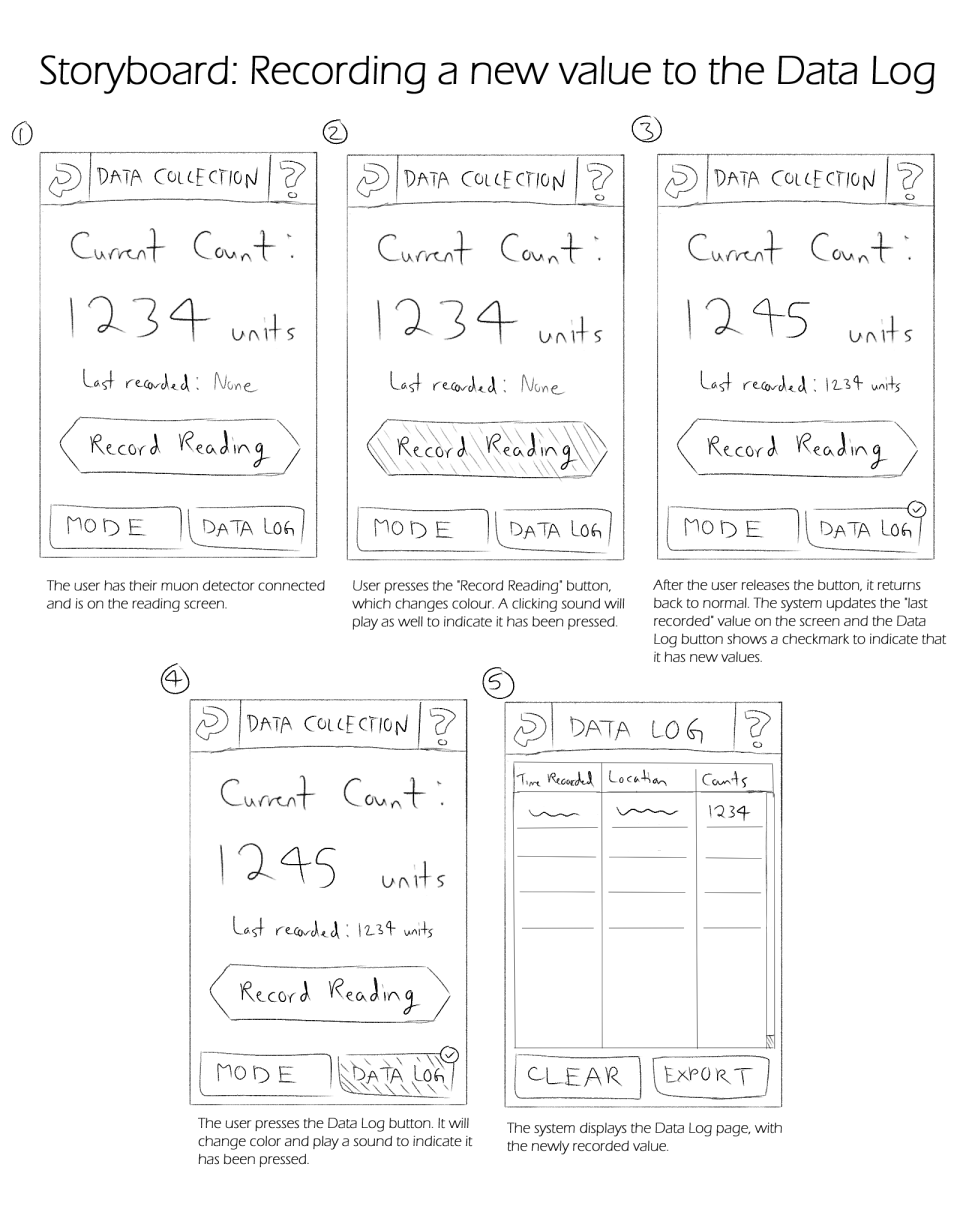 Storyboard: Recording a new value to the Data Log
1
DATA COLLECTION ?
Current Count:
1234 units
Last recorded: None
Record Reading
MODE DATA LOG
The user has their muon detector connected
and is on the reading screen.
2
DATA COLLECTION ?
Current Count:
1234 units
Last recorded: None
Record Reading
MODE DATA LOG
User presses the "Record Reading" button,
which changes colour. A clicking sound will
play as well to indicate it has been pressed.
3
DATA COLLECTION ?
Current Count:
1245 units
Last recorded: 1234 units
Record Reading
MODE DATA LOG
After the user releases the button, it returns
back to normal. The system updates the "last
recorded" value on the screen and the Data
Log button shows a checkmark to indicate that
it has new values.
4
DATA COLLECTION ?
Current Count:
1245 units
Last recorded: 1234 units
Record Reading
MODE DATA LOG
The user presses the Data Log button. It will
change color and play a sound to indicate it
has been pressed.
5
DATA LOG ?
Time Recorded Location Counts
1234
CLEAR EXPORT
The system displays the Data Log page, with
the newly recorded value.